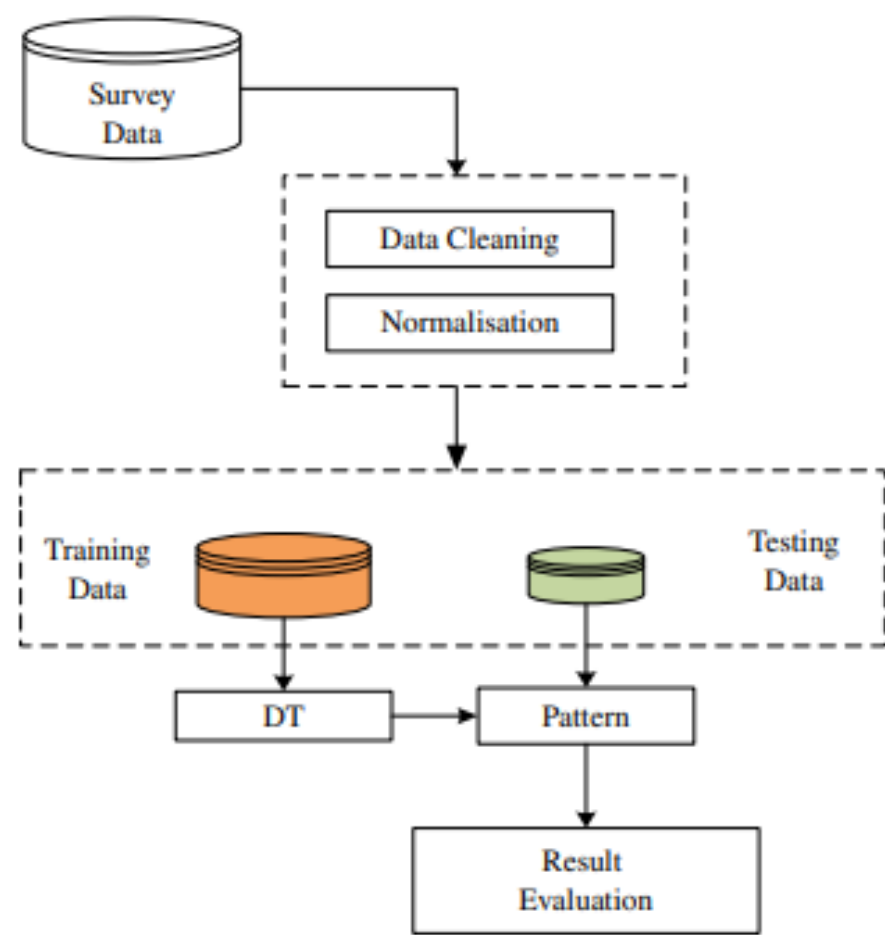 Survey
Data
Data Cleaning
Normalisation
Training
Data
Testing
Data
DT
Pattern
Result
Evaluation